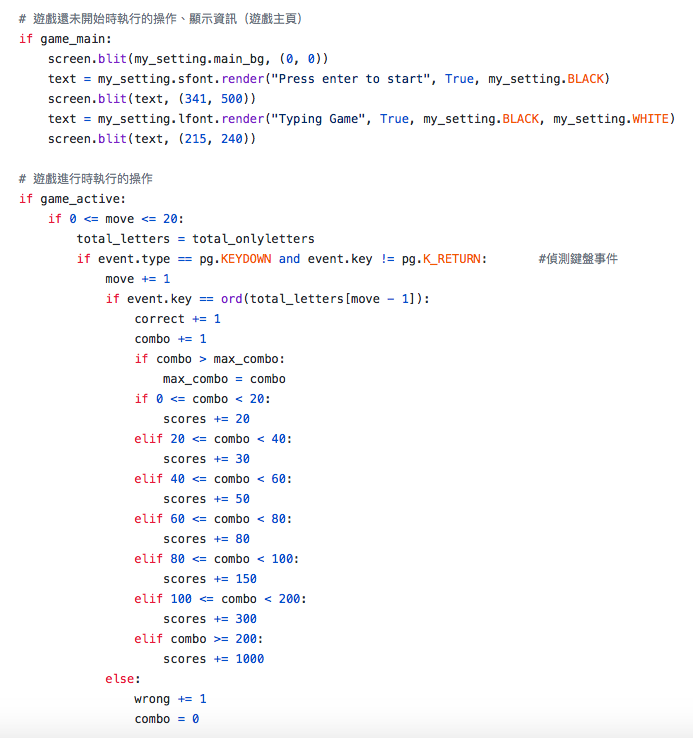 # 遊戲還未開始時執行的操作、顯示資訊（遊戲主頁）
if game_main:
    screen.blit(my_setting.main_bg, (0, 0))
    text = my_setting.sfont.render("Press enter to start", True, my_setting.BLACK)
    screen.blit(text, (341, 500))
    text = my_setting.lfont.render("Typing Game", True, my_setting.BLACK, my_setting.WHITE)
    screen.blit(text, (215, 240))

# 遊戲進行時執行的操作
if game_active:
    if 0 <= move <= 20:
        total_letters = total_onlyletters
        if event.type == pg.KEYDOWN and event.key != pg.K_RETURN:       #偵測鍵盤事件
            move += 1
            if event.key == ord(total_letters[move - 1]):
                correct += 1
                combo += 1
                if combo > max_combo:
                    max_combo = combo
                if 0 <= combo < 20:
                    scores += 20
                elif 20 <= combo < 40:
                    scores += 30
                elif 40 <= combo < 60:
                    scores += 50
                elif 60 <= combo < 80:
                    scores += 80
                elif 80 <= combo < 100:
                    scores += 150
                elif 100 <= combo < 200:
                    scores += 300
                elif combo >= 200:
                    scores += 1000
            else:
                wrong += 1
                combo = 0